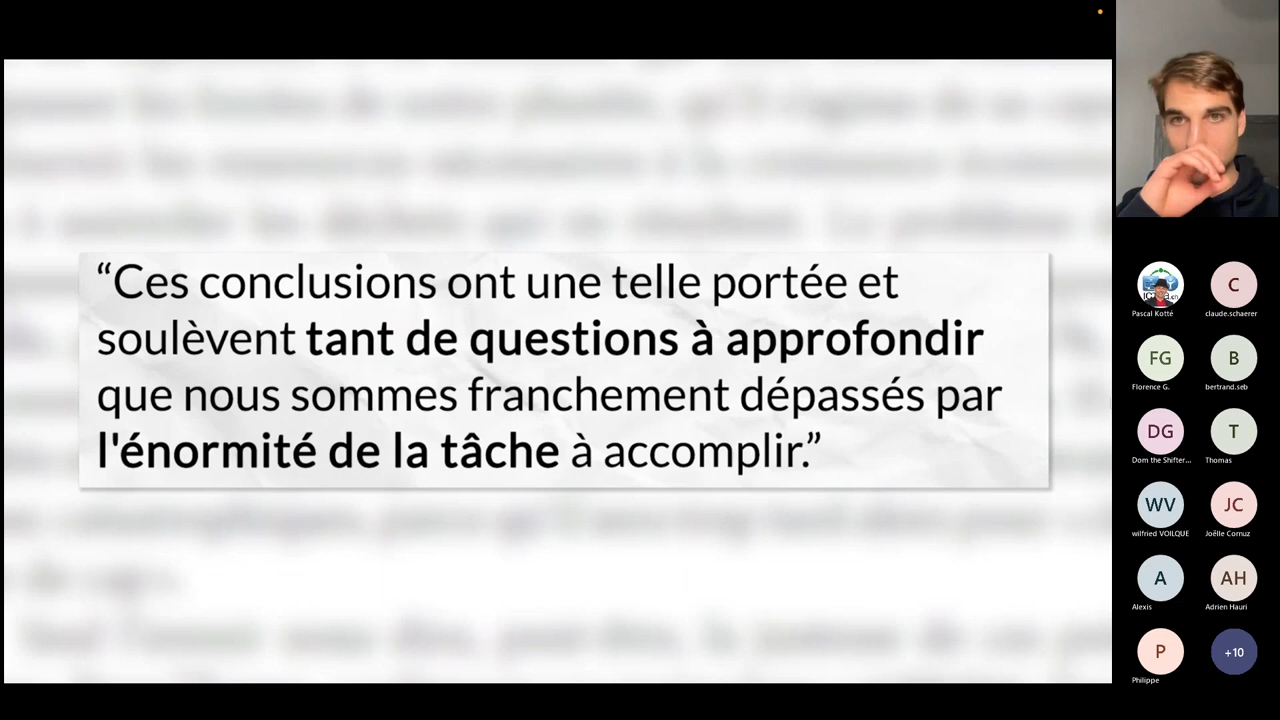 “Ces conclusions ont une telle portée et
soulèvent tant de questions à approfondir
que nous sommes franchement dépassés par
l'énormité de la tâche à accomplir.”
Pascal Kotté
C
claude.schaerer
FG
Florence G.
B
bertrand.seb
DG
Dom the Shifter...
T
Thomas
WV
wilfried VOILQUE
JC
Joëlle Cornuz
A
Alexis
AH
Adrien Hauri
P
Philippe
+10